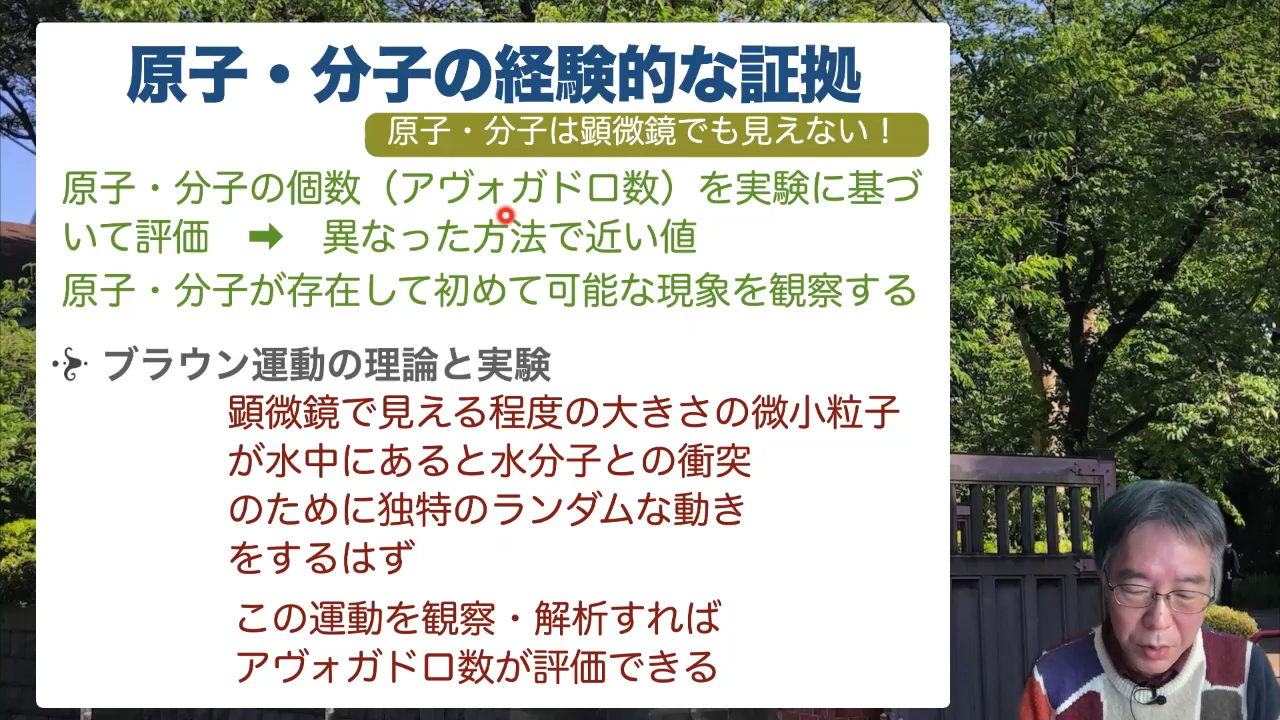 原子・分子の経験的な証拠
原子・分子は顕微鏡でも見えない！
原子・分子の個数（アヴォガドロ数）を実験に基づ
いて評価　➡　異なった方法で近い値
原子・分子が存在して初めて可能な現象を観察する
ブラウン運動の理論と実験
顕微鏡で見える程度の大きさの微小粒子
が水中にあると水分子との衝突
のために独特のランダムな動き
をするはず
この運動を観察・解析すれば
アヴォガドロ数が評価できる